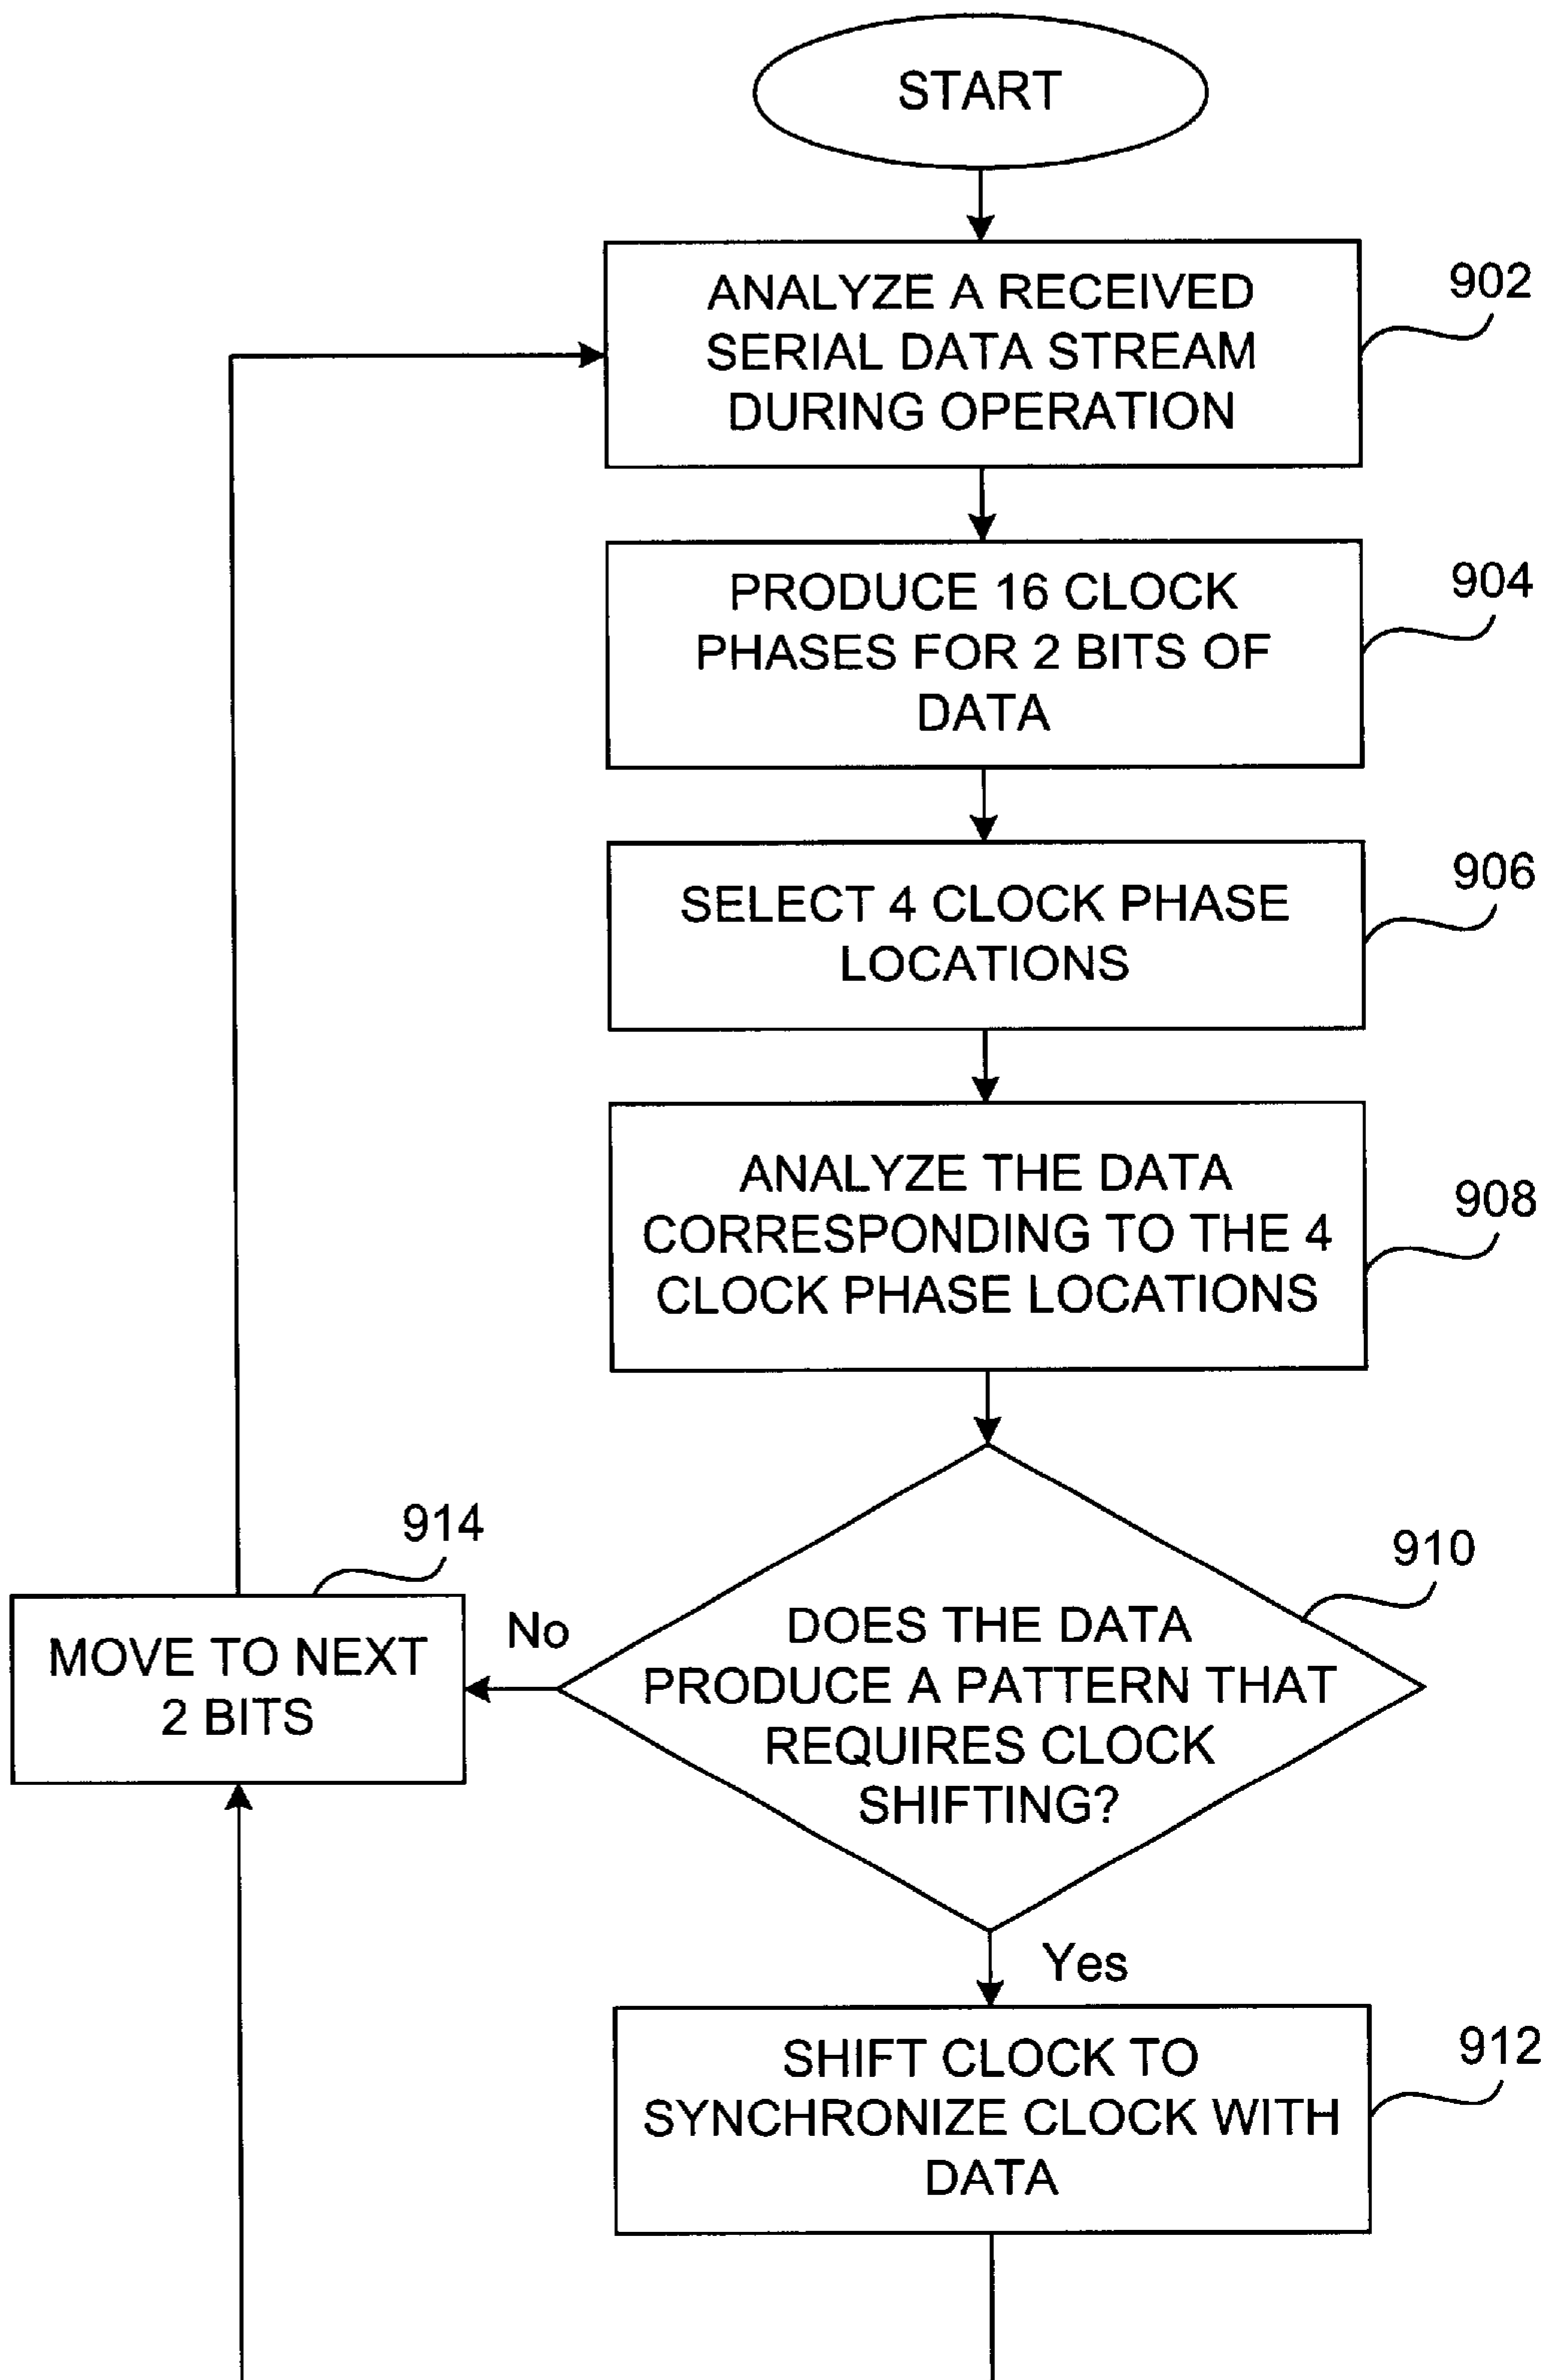 START
ANALYZE A RECEIVED
SERIAL DATA STREAM
DURING OPERATION
902
PRODUCE 16 CLOCK
PHASES FOR 2 BITS OF
DATA
904
SELECT 4 CLOCK PHASE
LOCATIONS
906
ANALYZE THE DATA
CORRESPONDING TO THE 4
CLOCK PHASE LOCATIONS
908
DOES THE DATA
PRODUCE A PATTERN THAT
REQUIRES CLOCK
SHIFTING?
910
No
MOVE TO NEXT
2 BITS
914
Yes
SHIFT CLOCK TO
SYNCHRONIZE CLOCK WITH
DATA
912